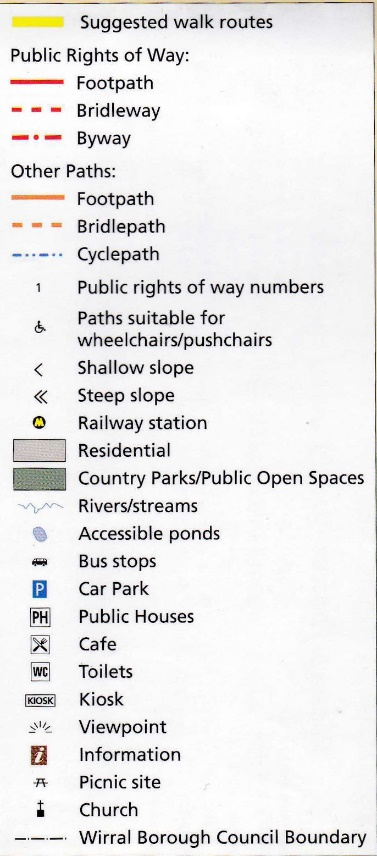 Suggested walk routes
Public Rights of Way:
Footpath
Bridleway
Byway
Other Paths:
Footpath
Bridlepath
Cyclepath
1 Public rights of way numbers
Paths suitable for
wheelchairs/pushchairs
Shallow slope
Steep slope
M Railway station
Residential
Country Parks/Public Open Spaces
Rivers/streams
Accessible ponds
Bus stops
P Car Park
PH Public Houses
Cafe
WC Toilets
KIOSK Kiosk
Viewpoint
i Information
Picnic site
Church
Wirral Borough Council Boundary